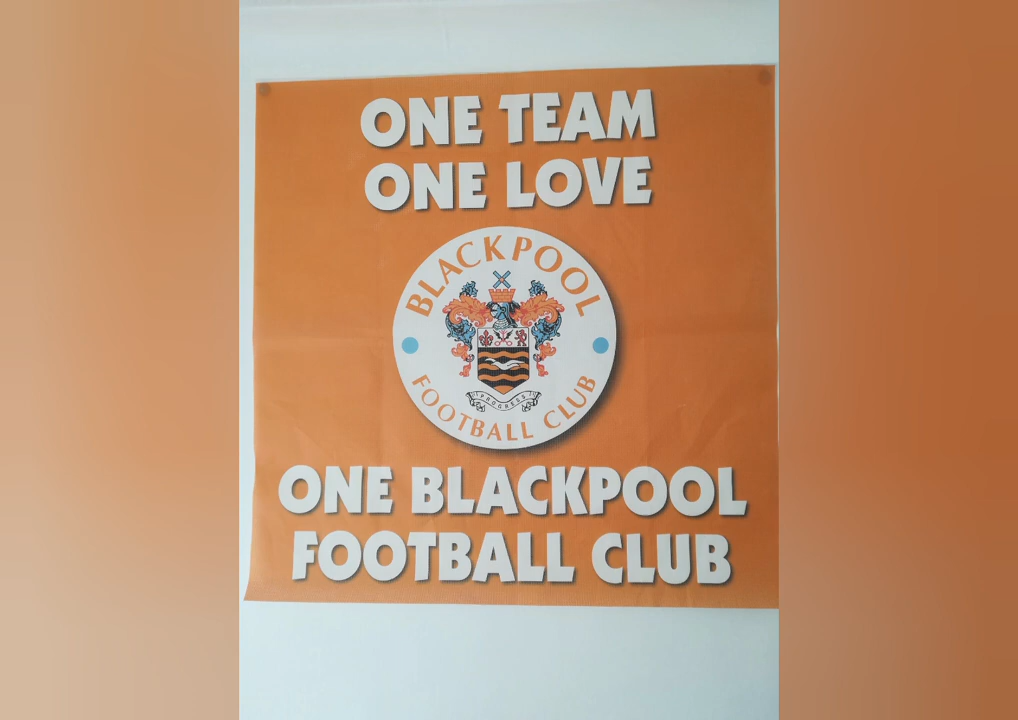 ONE TEAM
ONE LOVE
BLACKPOOL
PROGRESS
FOOTBALL CLUB
ONE BLACKPOOL
FOOTBALL CLUB